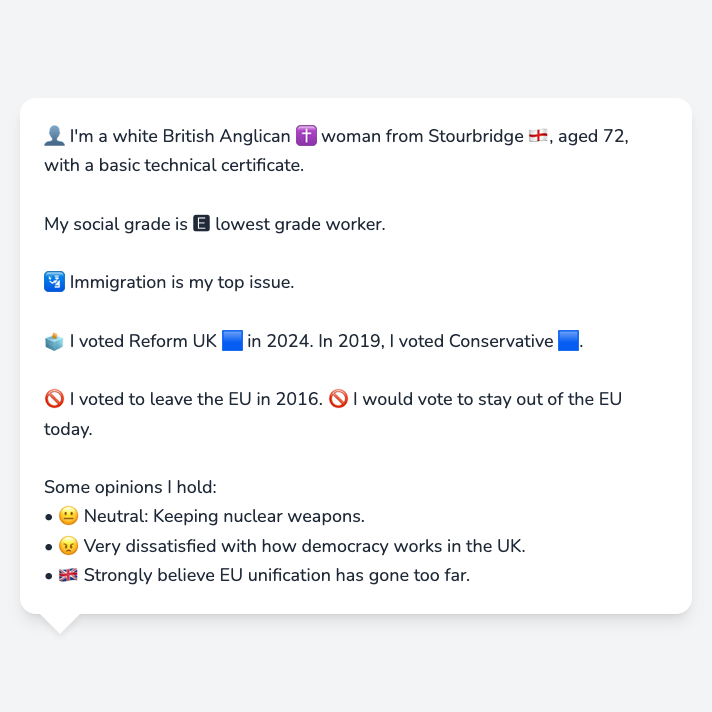 👤 I'm a white British Anglican ✝️ woman from Stourbridge 🏴󠁧󠁢󠁥󠁮󠁧󠁿, aged 72,
with a basic technical certificate.
My social grade is 🅴 lowest grade worker.
🛂 Immigration is my top issue.
🗳️ I voted Reform UK 🟦 in 2024. In 2019, I voted Conservative 🟦.
🚫 I voted to leave the EU in 2016. 🚫 I would vote to stay out of the EU
today.
Some opinions I hold:
• 😐 Neutral: Keeping nuclear weapons.
• 😠 Very dissatisfied with how democracy works in the UK.
• 🇬🇧 Strongly believe EU unification has gone too far.